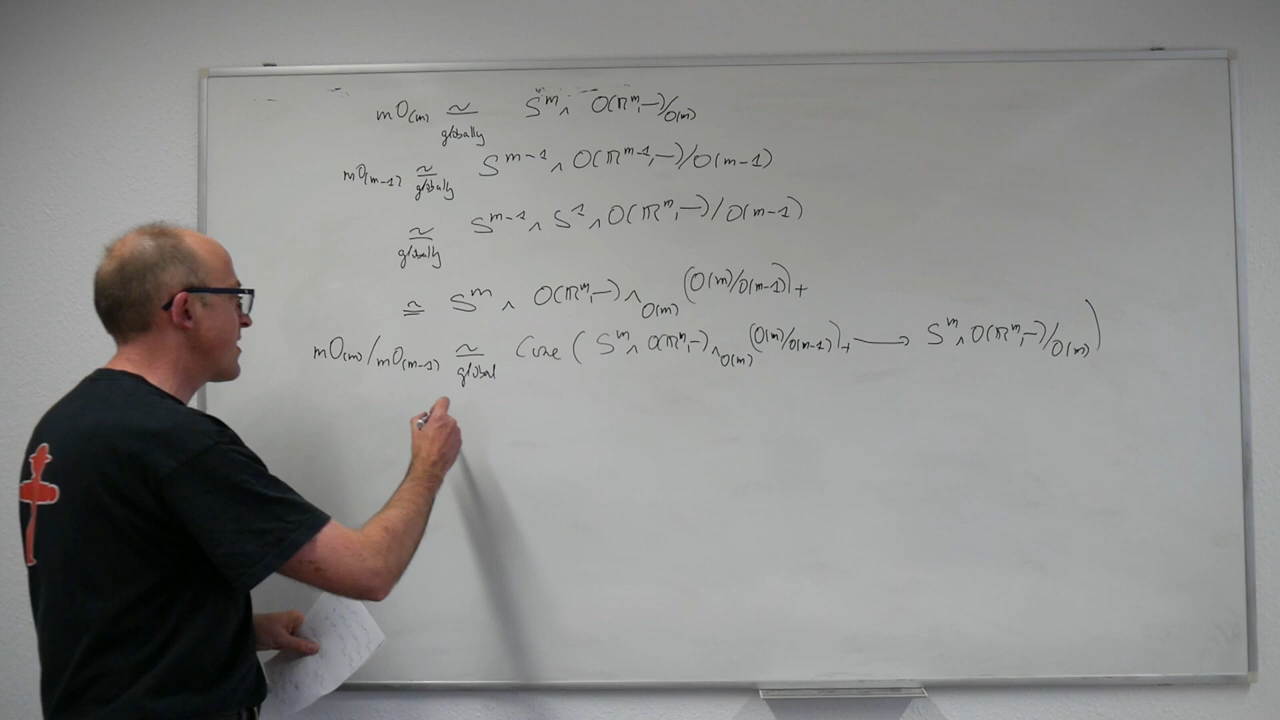 mO(m) ≃ globally S^m ∧ O(ℝ^m,−)/O(m)
mO(m−1) ≃ globally S^{m−1} ∧ O(ℝ^{m−1},−)/O(m−1)
≃ globally S^{m−1} ∧ S^1 ∧ O(ℝ^m,−)/O(m−1)
≅ S^m ∧ O(ℝ^m,−) ∧_{O(m)} (O(m)/O(m−1))_+
mO(m)/mO(m−1) ≃ global Cone ( S^m ∧ O(ℝ^m,−) ∧_{O(m)} (O(m)/O(m−1))_+ ⟶ S^m ∧ O(ℝ^m,−)/O(m) )